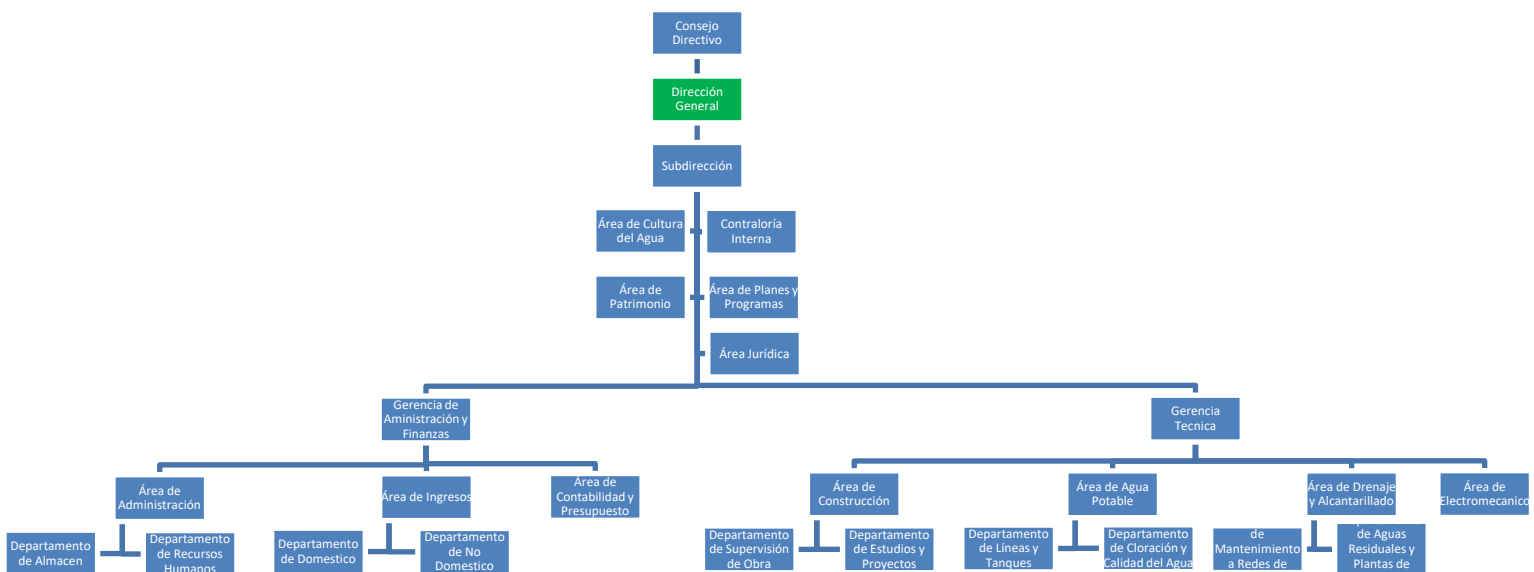 Consejo
Directivo
Dirección
General
Subdirección
Área de Cultura
del Agua
Contraloría
Interna
Área de
Patrimonio
Área de Planes y
Programas
Área Jurídica
Gerencia de
Aministración y
Finanzas
Gerencia
Tecnica
Área de
Administración
Área de Ingresos
Área de
Contabilidad y
Presupuesto
Área de
Construcción
Área de Agua
Potable
Área de Drenaje
y Alcantarillado
Área de
Electromecanico
Departamento
de Almacen
Departamento
de Recursos
Humanos
Departamento
de Domestico
Departamento
de No
Domestico
Departamento
de Supervisión
de Obra
Departamento
de Estudios y
Proyectos
Departamento
de Líneas y
Tanques
Departamento
de Cloración y
Calidad del Agua
de
Mantenimiento
a Redes de
de Aguas
Residuales y
Plantas de